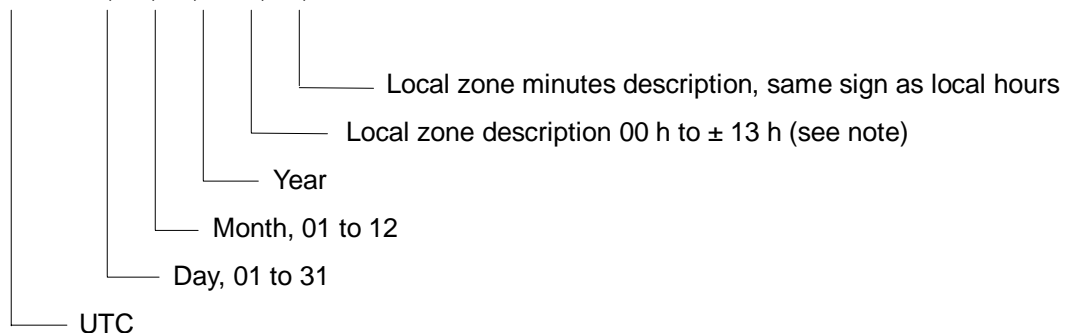 Local zone minutes description, same sign as local hours
Local zone description 00 h to ± 13 h (see note)
Year
Month, 01 to 12
Day, 01 to 31
UTC